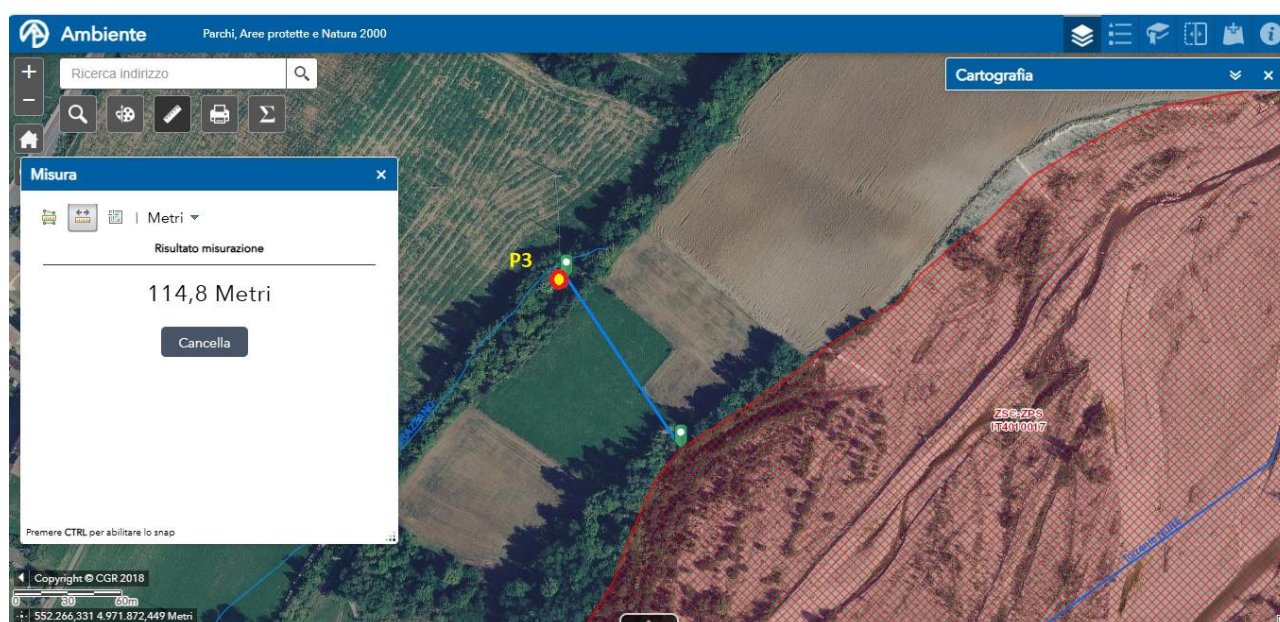 Ambiente
Parchi, Aree protette e Natura 2000
+
Ricerca indirizzo
−
Σ
Cartografia
Misura
Metri
Risultato misurazione
114,8 Metri
Cancella
Premere CTRL per abilitare lo snap
P3
ZSC-ZPS
IT4010017
Torrente NURE
Copyright © CGR 2018
0 30 60m
552.266,331 4.971.872,449 Metri